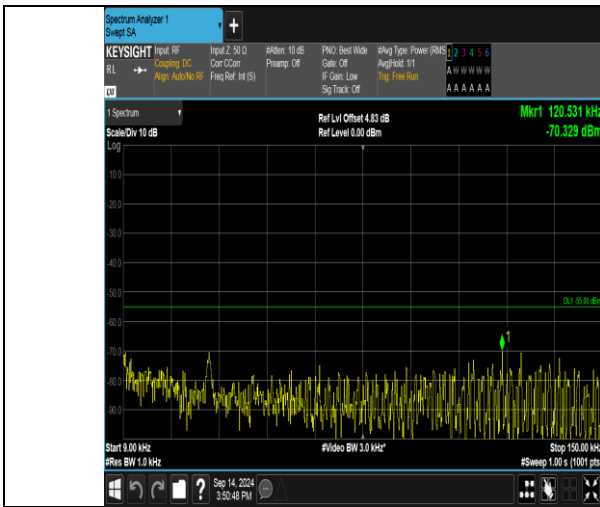 Spectrum Analyzer 1
Swept SA
KEYSIGHT
Input: RF
Input Z: 50 Ω
#Atten: 10 dB
PNO: Best Wide
#Avg Type: Power (RMS
1 2 3 4 5 6
RL
Coupling: DC
Corr CCorr
Preamp: Off
Gate: Off
Avg|Hold: 1/1
A W W W W W
Align: Auto/No RF
Freq Ref: Int (S)
IF Gain: Low
Trig: Free Run
Sig Track: Off
A A A A A A
LXI
1 Spectrum
Ref Lvl Offset 4.83 dB
Mkr1 120.531 kHz
Scale/Div 10 dB
Ref Level 0.00 dBm
-70.329 dBm
Log
-10.0
-20.0
-30.0
-40.0
-50.0
DL1 -55.00 dBm
-60.0
1
-70.0
-80.0
-90.0
Start 9.00 kHz
#Video BW 3.0 kHz*
Stop 150.00 kHz
#Res BW 1.0 kHz
#Sweep 1.00 s (1001 pts
?
Sep 14, 2024
3:50:48 PM